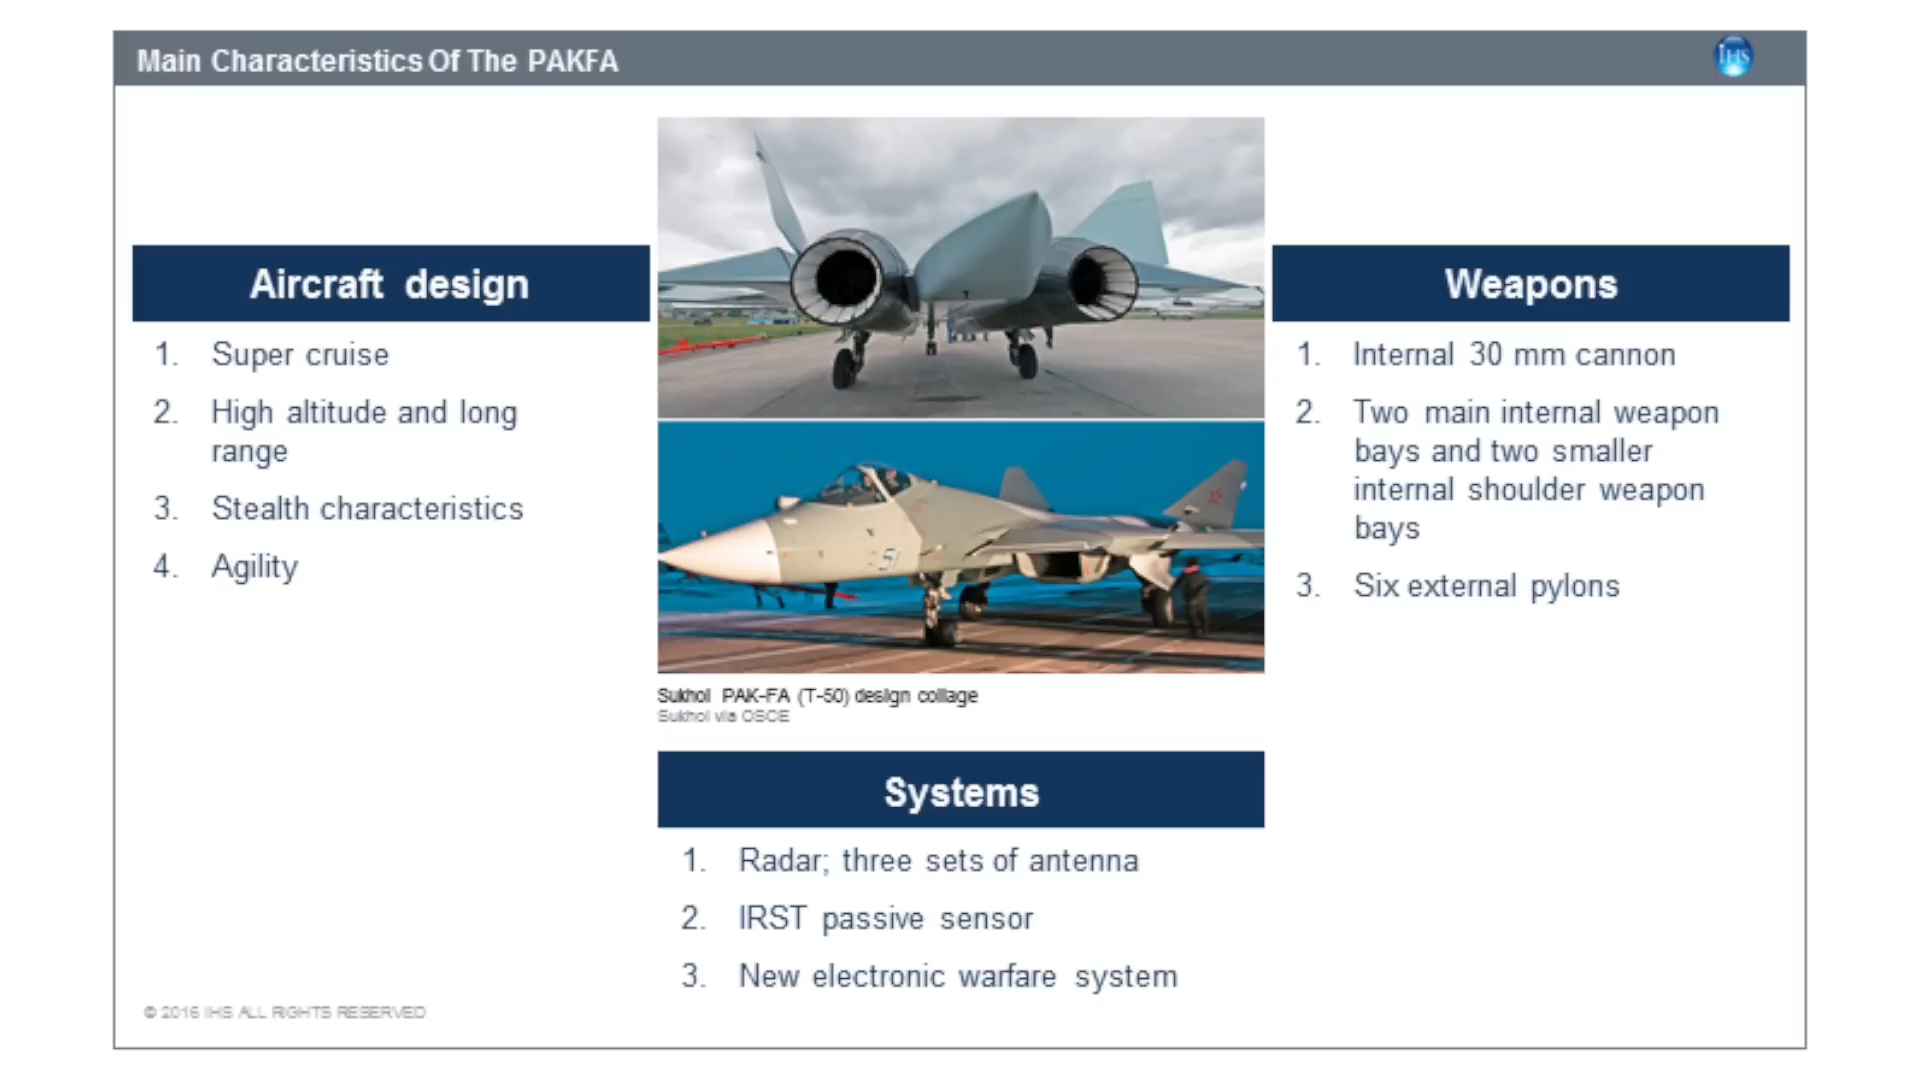 Main Characteristics Of The PAKFA
IHS
Aircraft design
1. Super cruise
2. High altitude and long
range
3. Stealth characteristics
4. Agility
51
Sukhoi PAK-FA (T-50) design collage
Sukhoi via OSCE
Weapons
1. Internal 30 mm cannon
2. Two main internal weapon
bays and two smaller
internal shoulder weapon
bays
3. Six external pylons
Systems
1. Radar; three sets of antenna
2. IRST passive sensor
3. New electronic warfare system
© 2016 IHS ALL RIGHTS RESERVED